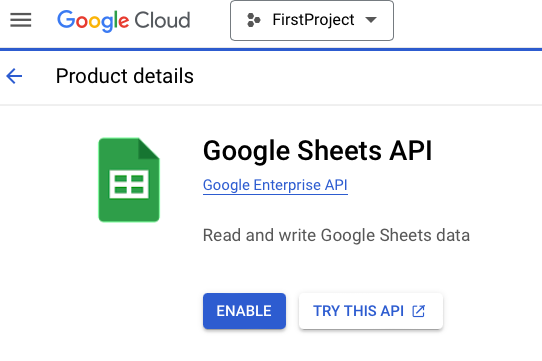 Google Cloud
FirstProject
Product details
Google Sheets API
Google Enterprise API
Read and write Google Sheets data
ENABLE
TRY THIS API